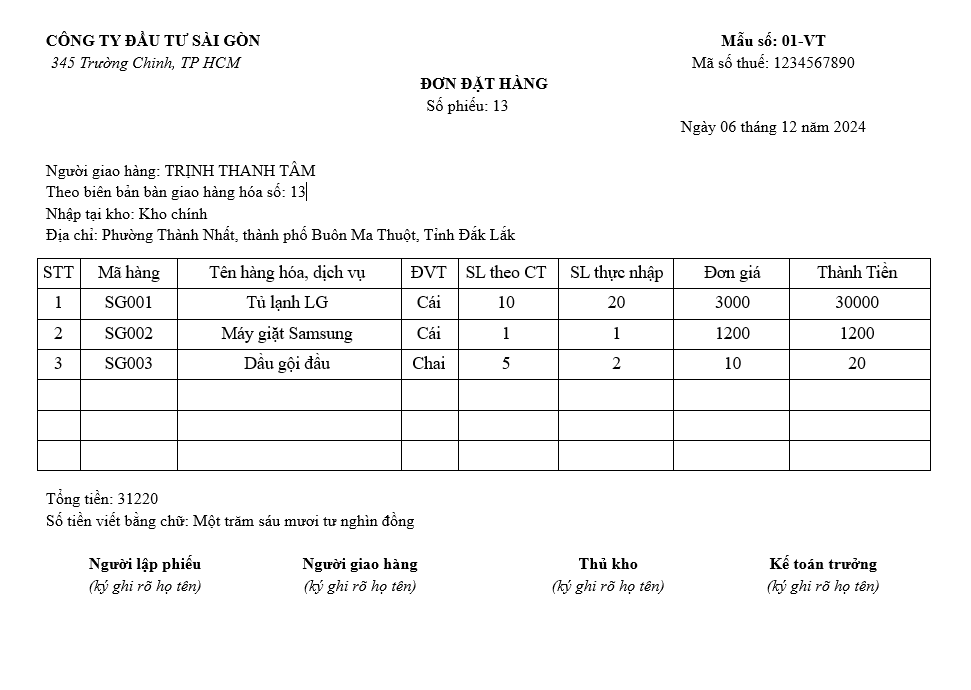 CÔNG TY ĐẦU TƯ SÀI GÒN
Mẫu số: 01-VT
345 Trường Chinh, TP HCM
Mã số thuế: 1234567890
ĐƠN ĐẶT HÀNG
Số phiếu: 13
Ngày 06 tháng 12 năm 2024
Người giao hàng: TRỊNH THANH TÂM
Theo biên bản bàn giao hàng hóa số: 13
Nhập tại kho: Kho chính
Địa chỉ: Phường Thành Nhất, thành phố Buôn Ma Thuột, Tỉnh Đắk Lắk
STT Mã hàng Tên hàng hóa, dịch vụ ĐVT SL theo CT SL thực nhập Đơn giá Thành Tiền
1 SG001 Tủ lạnh LG Cái 10 20 3000 30000
2 SG002 Máy giặt Samsung Cái 1 1 1200 1200
3 SG003 Dầu gội đầu Chai 5 2 10 20
Tổng tiền: 31220
Số tiền viết bằng chữ: Một trăm sáu mươi tư nghìn đồng
Người lập phiếu Người giao hàng Thủ kho Kế toán trưởng
(ký ghi rõ họ tên) (ký ghi rõ họ tên) (ký ghi rõ họ tên) (ký ghi rõ họ tên)